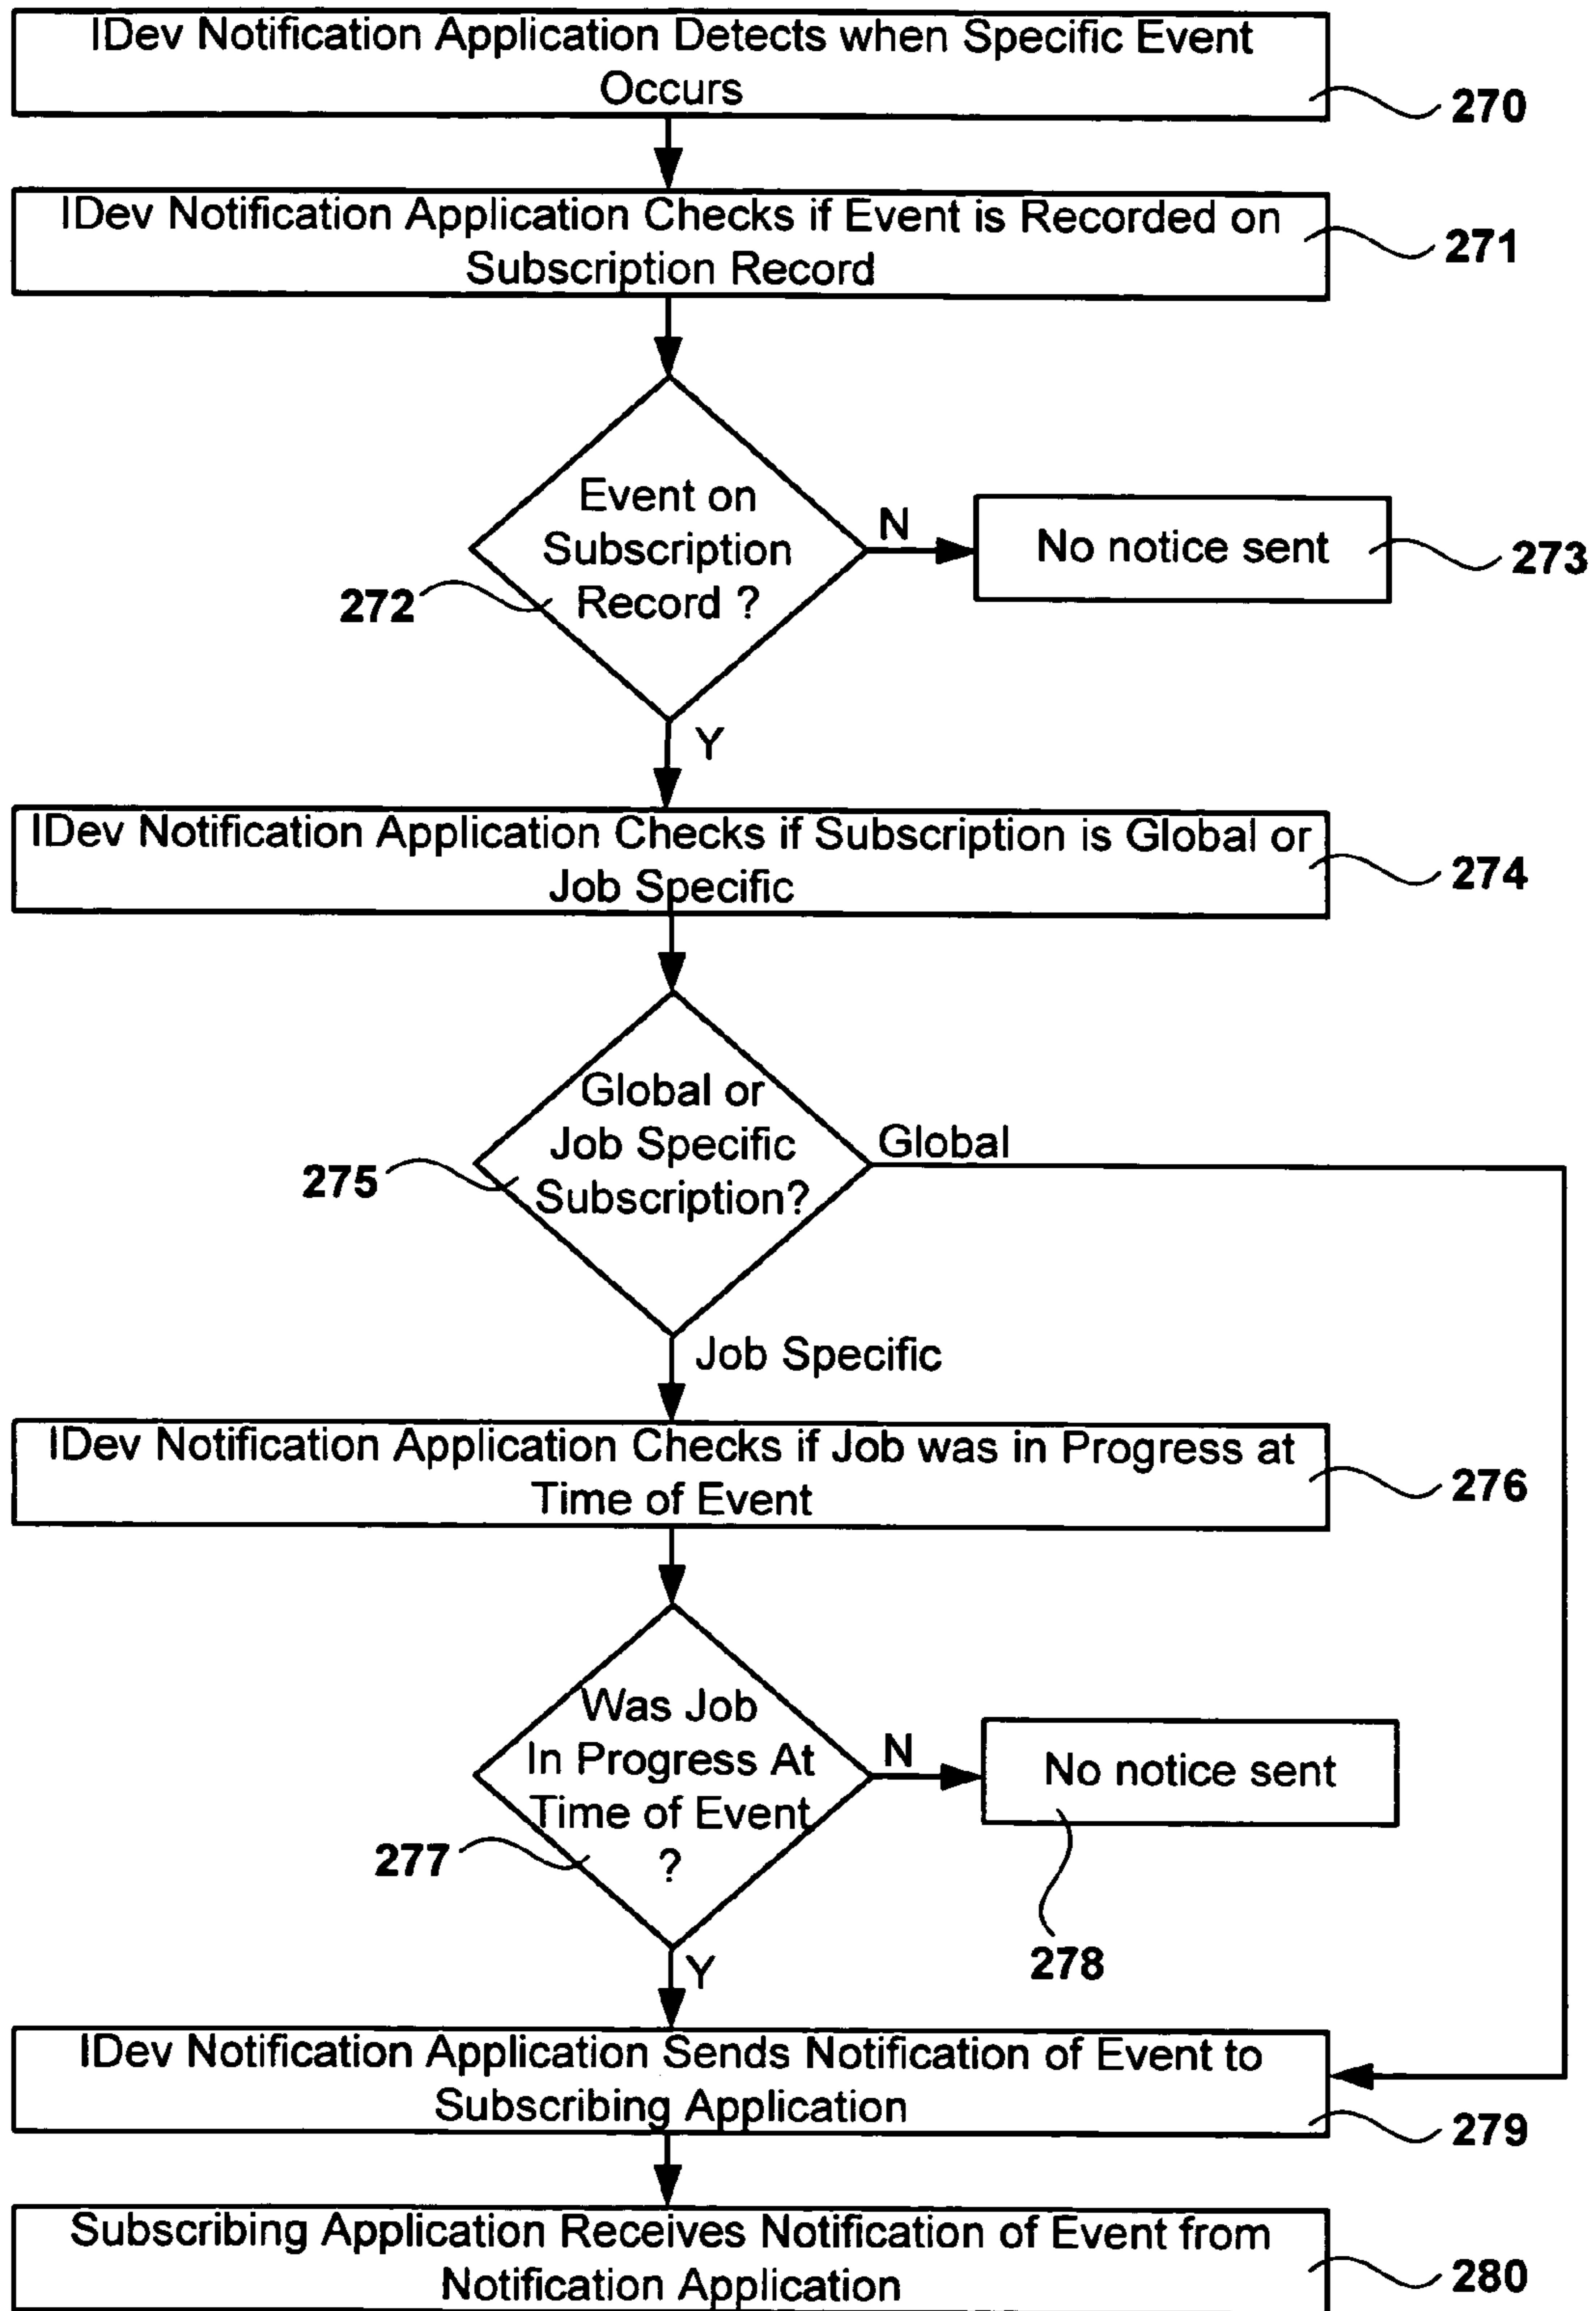 IDev Notification Application Detects when Specific Event
Occurs
270
IDev Notification Application Checks if Event is Recorded on
Subscription Record
271
Event on
Subscription
Record ?
272
N
No notice sent
273
Y
IDev Notification Application Checks if Subscription is Global or
Job Specific
274
Global or
Job Specific
Subscription?
275
Global
Job Specific
IDev Notification Application Checks if Job was in Progress at
Time of Event
276
Was Job
In Progress At
Time of Event
?
277
N
No notice sent
278
Y
IDev Notification Application Sends Notification of Event to
Subscribing Application
279
Subscribing Application Receives Notification of Event from
Notification Application
280